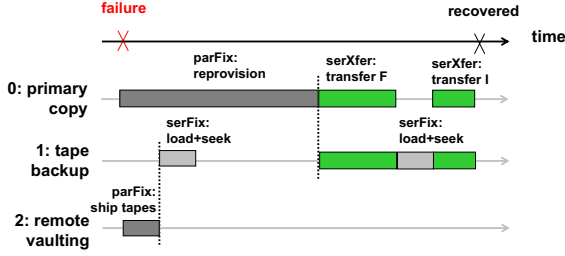 failure
recovered
time
parFix:
reprovision
serXfer:
transfer F
serXfer:
transfer I
0: primary
copy
serFix:
load+seek
serFix:
load+seek
1: tape
backup
parFix:
ship tapes
2: remote
vaulting